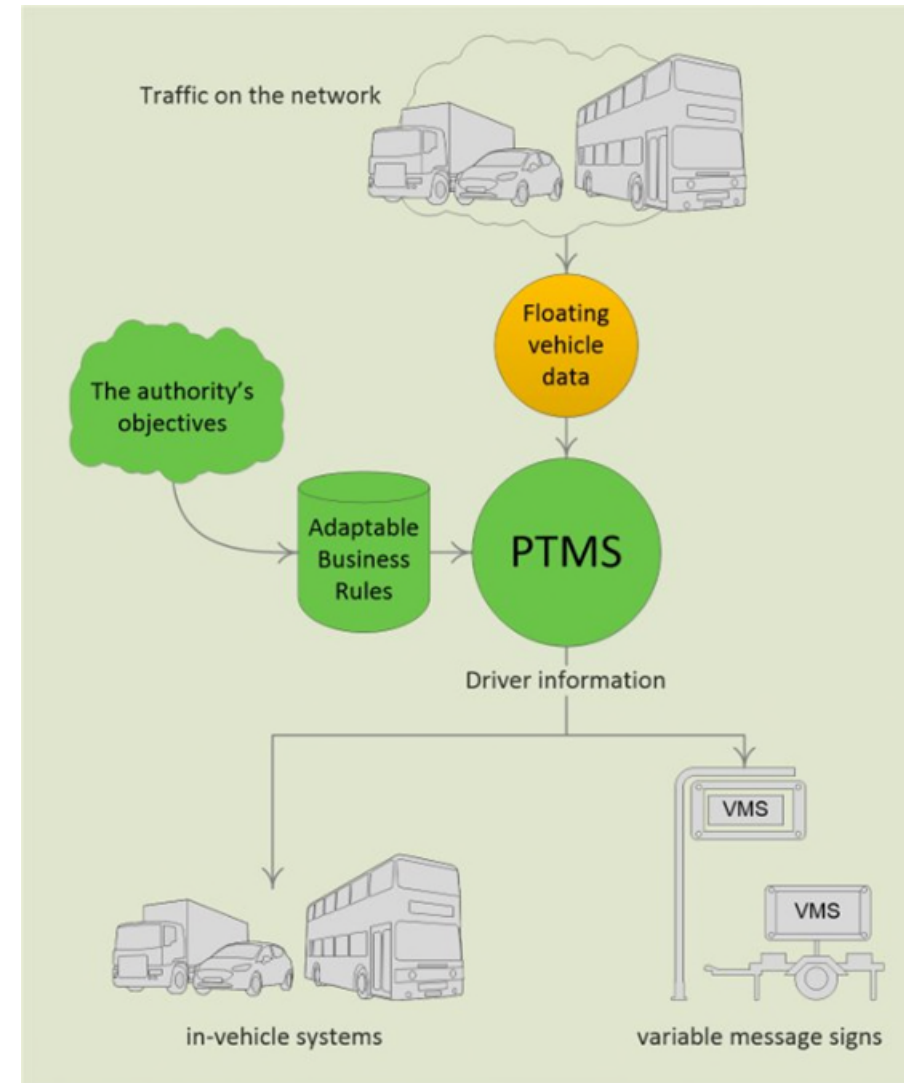 Traffic on the network
Floating
vehicle
data
The authority’s
objectives
Adaptable
Business
Rules
PTMS
Driver information
VMS
VMS
in-vehicle systems
variable message signs